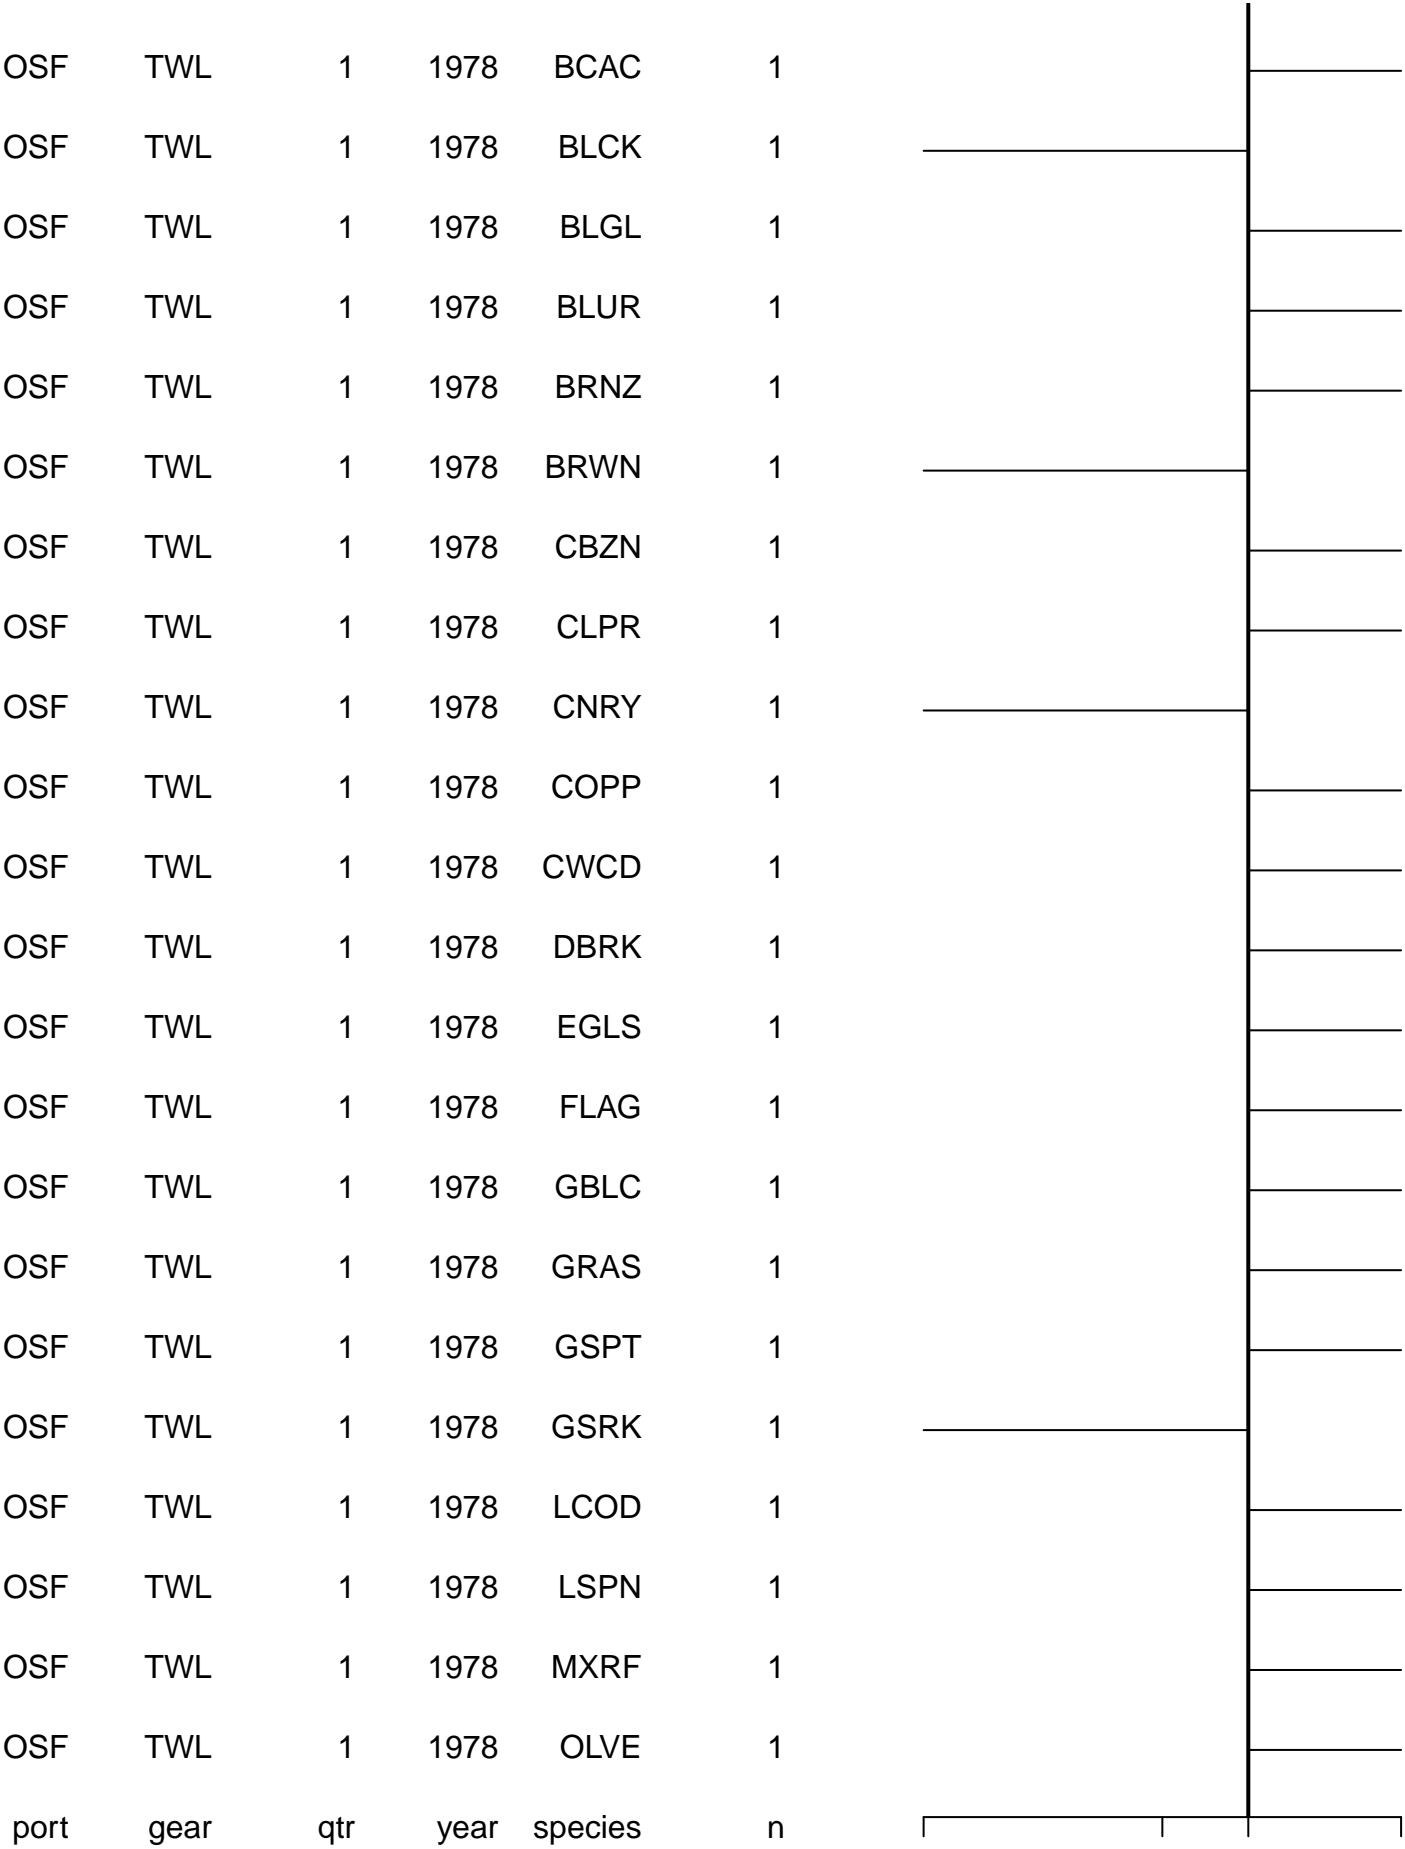 OSF TWL 1 1978 BCAC 1
OSF TWL 1 1978 BLCK 1
OSF TWL 1 1978 BLGL 1
OSF TWL 1 1978 BLUR 1
OSF TWL 1 1978 BRNZ 1
OSF TWL 1 1978 BRWN 1
OSF TWL 1 1978 CBZN 1
OSF TWL 1 1978 CLPR 1
OSF TWL 1 1978 CNRY 1
OSF TWL 1 1978 COPP 1
OSF TWL 1 1978 CWCD 1
OSF TWL 1 1978 DBRK 1
OSF TWL 1 1978 EGLS 1
OSF TWL 1 1978 FLAG 1
OSF TWL 1 1978 GBLC 1
OSF TWL 1 1978 GRAS 1
OSF TWL 1 1978 GSPT 1
OSF TWL 1 1978 GSRK 1
OSF TWL 1 1978 LCOD 1
OSF TWL 1 1978 LSPN 1
OSF TWL 1 1978 MXRF 1
OSF TWL 1 1978 OLVE 1
port gear qtr year species n